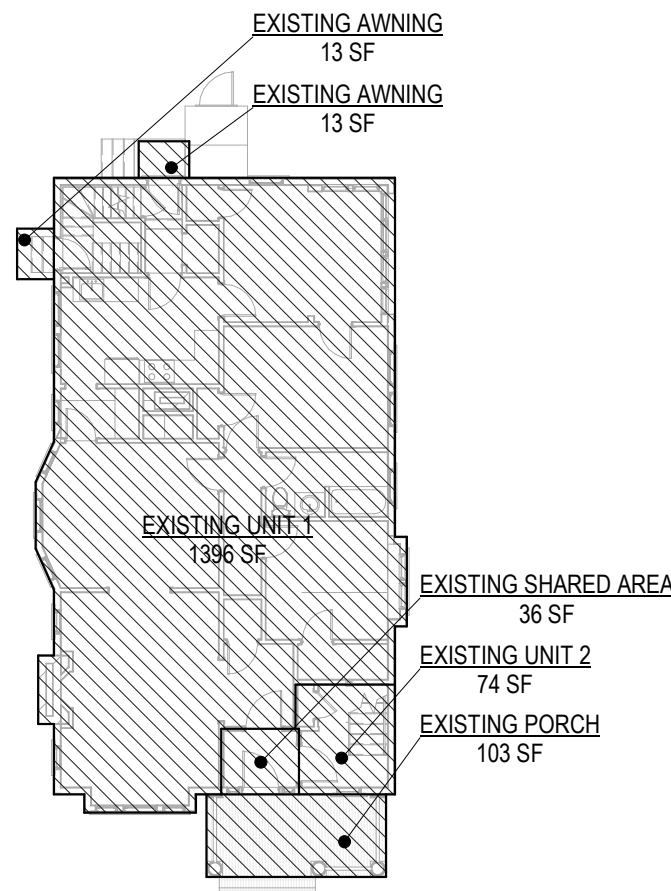 EXISTING AWNING
13 SF
EXISTING AWNING
13 SF
EXISTING UNIT 1
1396 SF
EXISTING SHARED AREA
36 SF
EXISTING UNIT 2
74 SF
EXISTING PORCH
103 SF